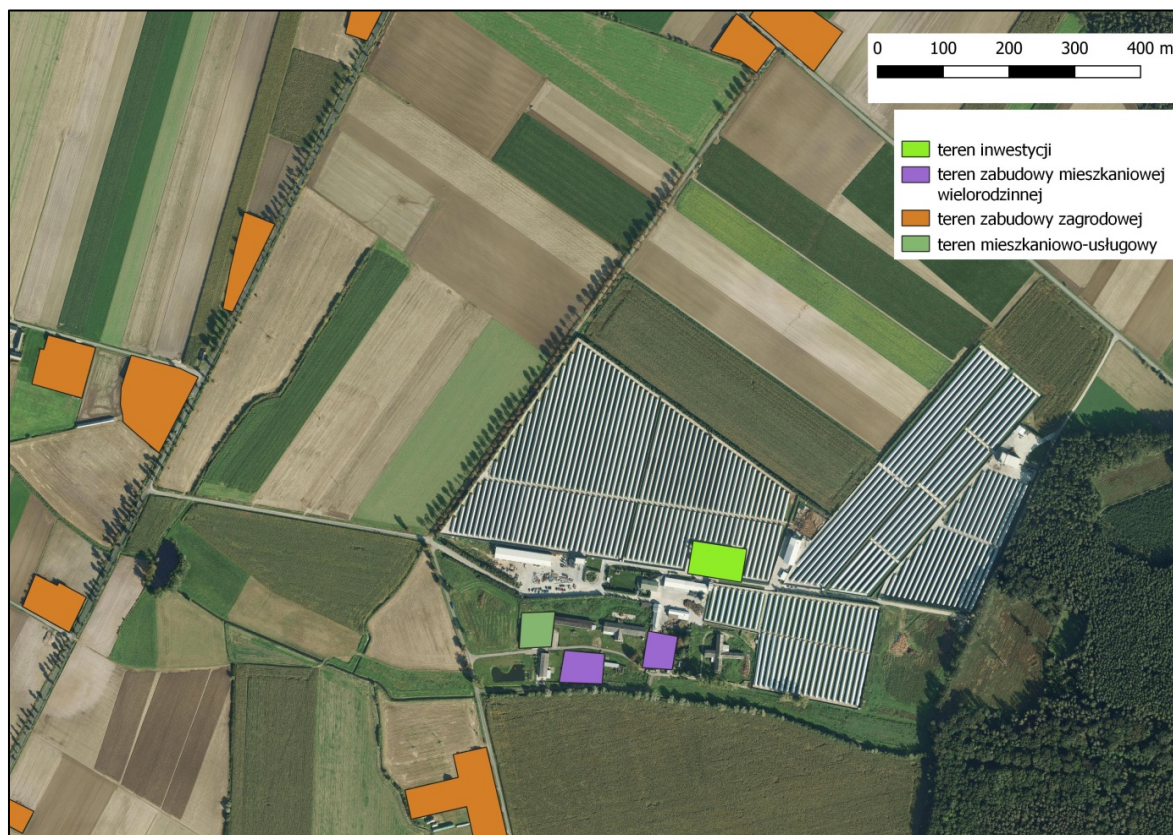 0 100 200 300 400 m
teren inwestycji
teren zabudowy mieszkaniowej
wielorodzinnej
teren zabudowy zagrodowej
teren mieszkaniowo-usługowy